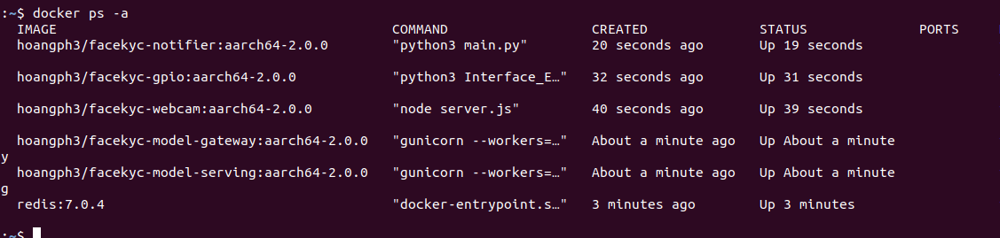 :~$ docker ps -a
IMAGE COMMAND CREATED STATUS PORTS
hoangph3/facekyc-notifier:aarch64-2.0.0 "python3 main.py" 20 seconds ago Up 19 seconds
hoangph3/facekyc-gpio:aarch64-2.0.0 "python3 Interface_E…" 32 seconds ago Up 31 seconds
hoangph3/facekyc-webcam:aarch64-2.0.0 "node server.js" 40 seconds ago Up 39 seconds
hoangph3/facekyc-model-gateway:aarch64-2.0.0 "gunicorn --workers=…" About a minute ago Up About a minute
y
hoangph3/facekyc-model-serving:aarch64-2.0.0 "gunicorn --workers=…" About a minute ago Up About a minute
g
redis:7.0.4 "docker-entrypoint.s…" 3 minutes ago Up 3 minutes
:~$